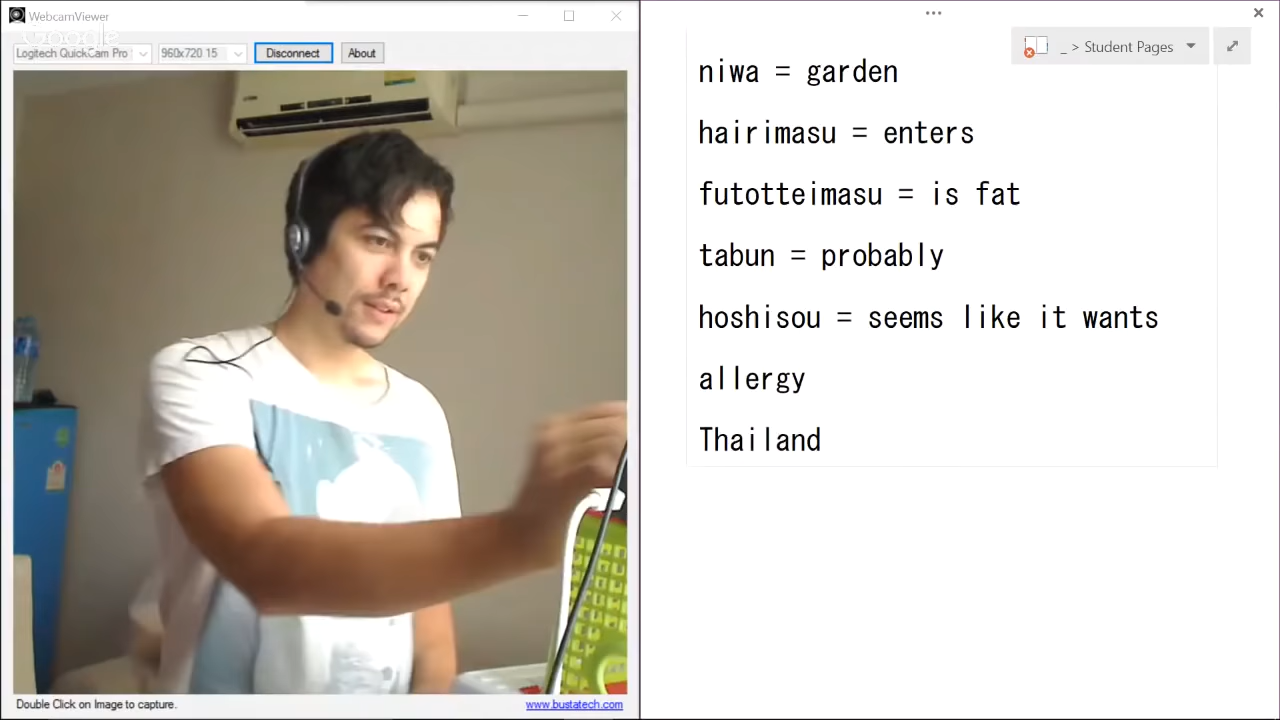 WebcamViewer
Google
Logitech QuickCam Pro
960x720 15
Disconnect
About
Double Click on Image to capture.
www.bustatech.com
_ > Student Pages
niwa = garden
hairimasu = enters
futotteimasu = is fat
tabun = probably
hoshisou = seems like it wants
allergy
Thailand